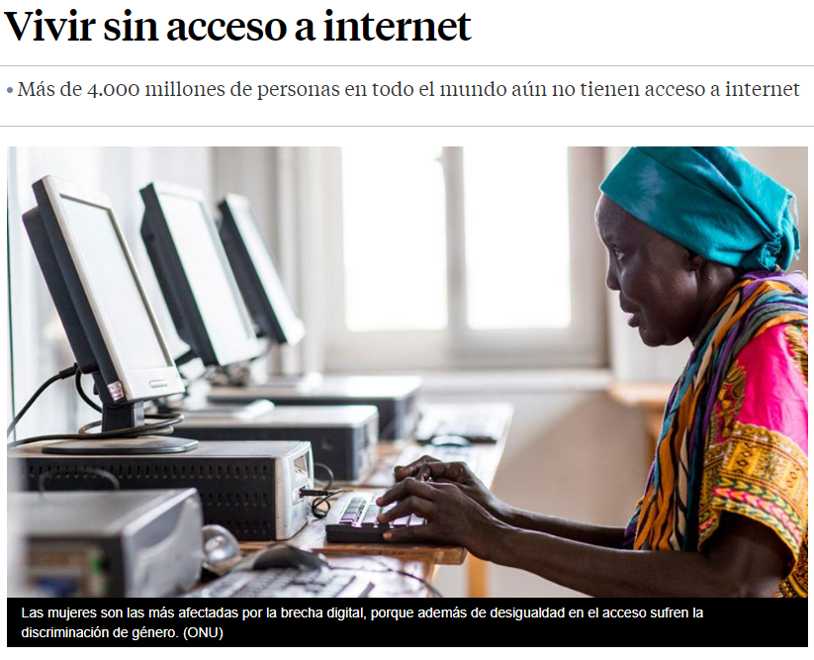 Vivir sin acceso a internet
• Más de 4.000 millones de personas en todo el mundo aún no tienen acceso a internet
Las mujeres son las más afectadas por la brecha digital, porque además de desigualdad en el acceso sufren la
discriminación de género. (ONU)